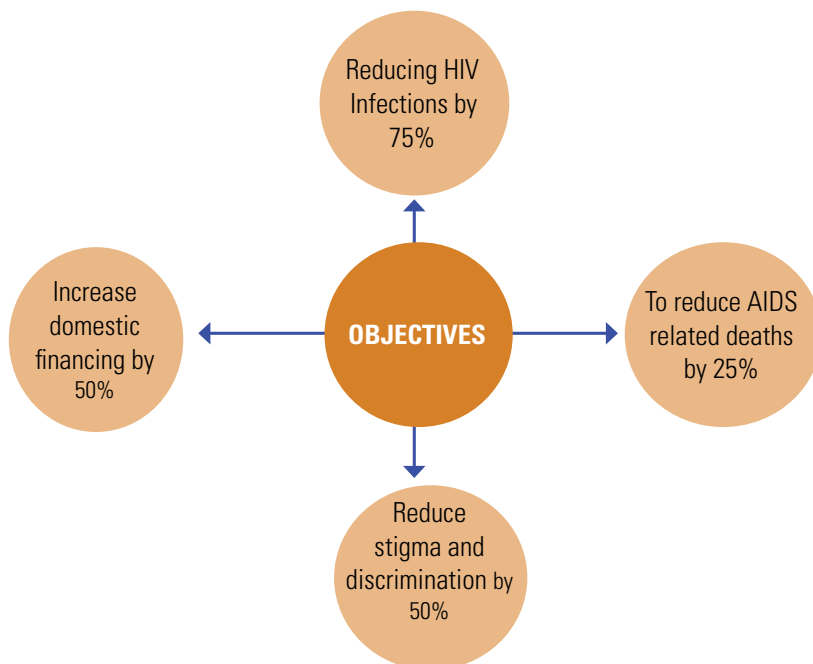 Reducing HIV
Infections by
75%
Increase
domestic
financing by
50%
OBJECTIVES
To reduce AIDS
related deaths
by 25%
Reduce
stigma and
discrimination by
50%